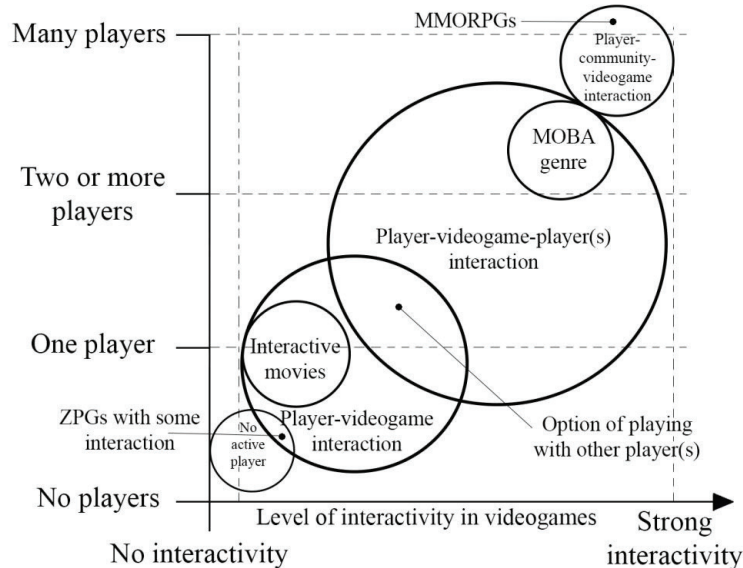 MMORPGs
Many players
Player-
community-
videogame
interaction
MOBA
genre
Two or more
players
Player-videogame-player(s)
interaction
One player
Interactive
movies
ZPGs with some
interaction
No
active
player
Player-videogame
interaction
Option of playing
with other player(s)
No players
Level of interactivity in videogames
No interactivity
Strong
interactivity